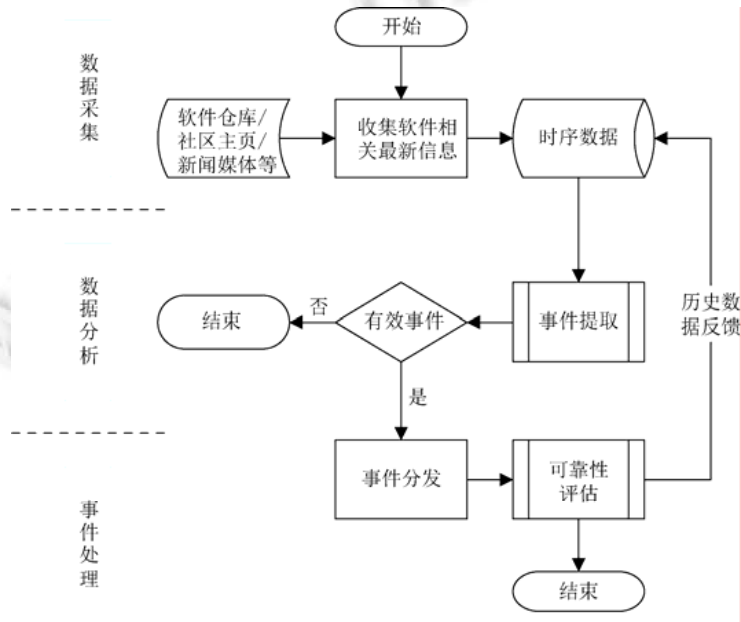 开始
数据采集
软件仓库/
社区主页/
新闻媒体等
收集软件相
关最新信息
时序数据
数据分析
结束
否
有效事件
事件提取
历史数
据反馈
是
事件处理
事件分发
可靠性
评估
结束